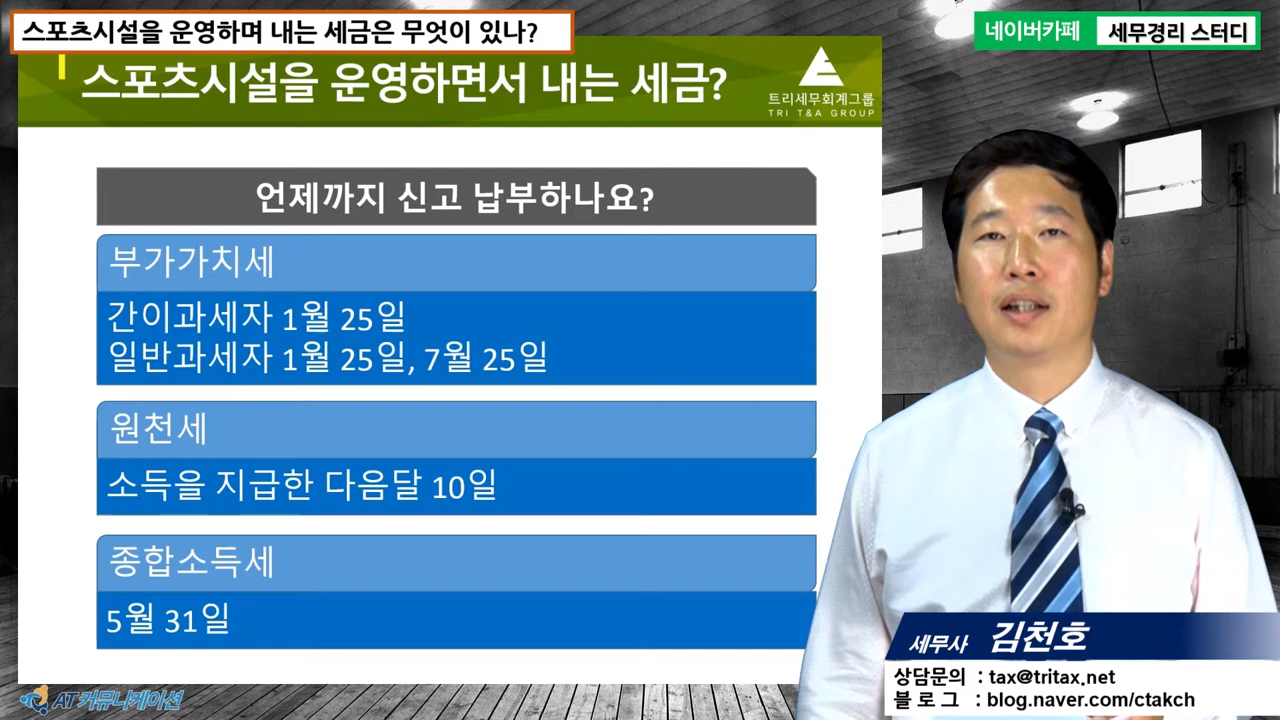 스포츠시설을 운영하며 내는 세금은 무엇이 있나?
네이버카페 세무경리 스터디
스포츠시설을 운영하면서 내는 세금?
트리세무회계그룹
TRI T&A GROUP
언제까지 신고 납부하나요?
부가가치세
간이과세자 1월 25일
일반과세자 1월 25일, 7월 25일
원천세
소득을 지급한 다음달 10일
종합소득세
5월 31일
세무사 김천호
상담문의 : tax@tritax.net
블로그 : blog.naver.com/ctakch
AT커뮤니케이션